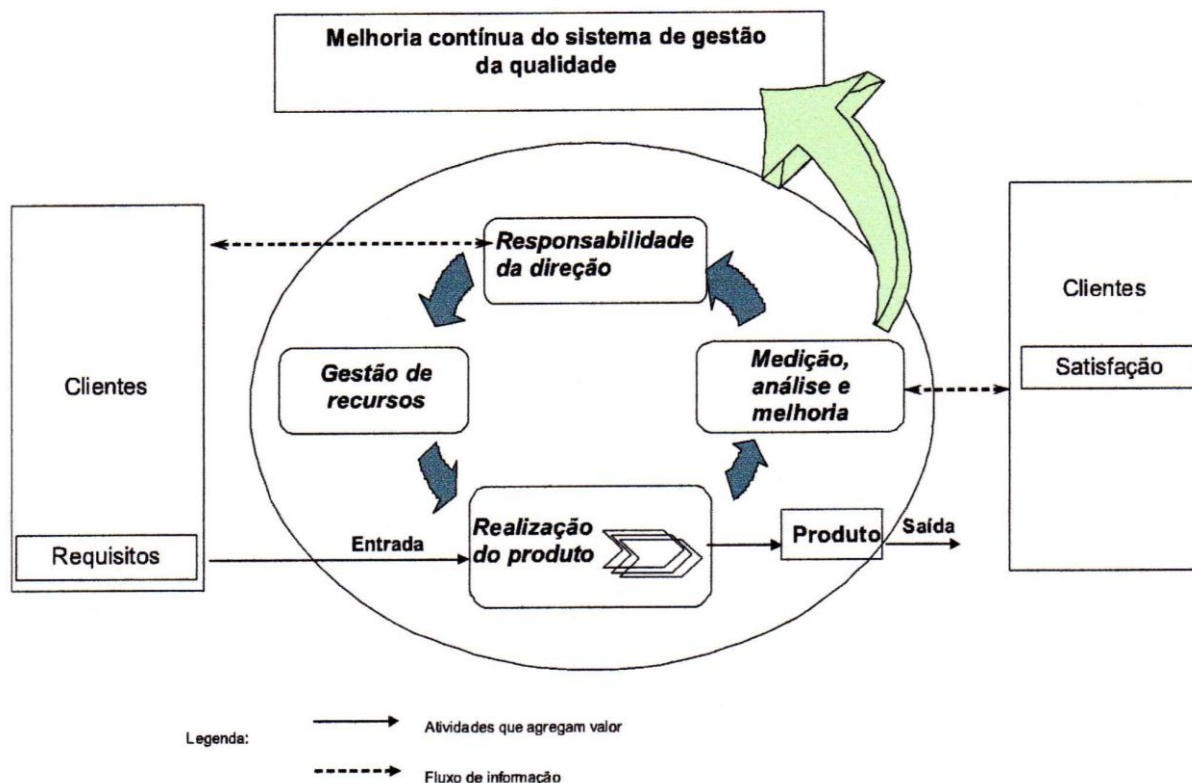 Melhoria contínua do sistema de gestão
da qualidade
Responsabilidade
da direção
Clientes
Gestão de
recursos
Medição,
análise e
melhoria
Clientes
Satisfação
Requisitos
Entrada
Realização
do produto
Produto
Saída
Legenda:
Atividades que agregam valor
Fluxo de informação